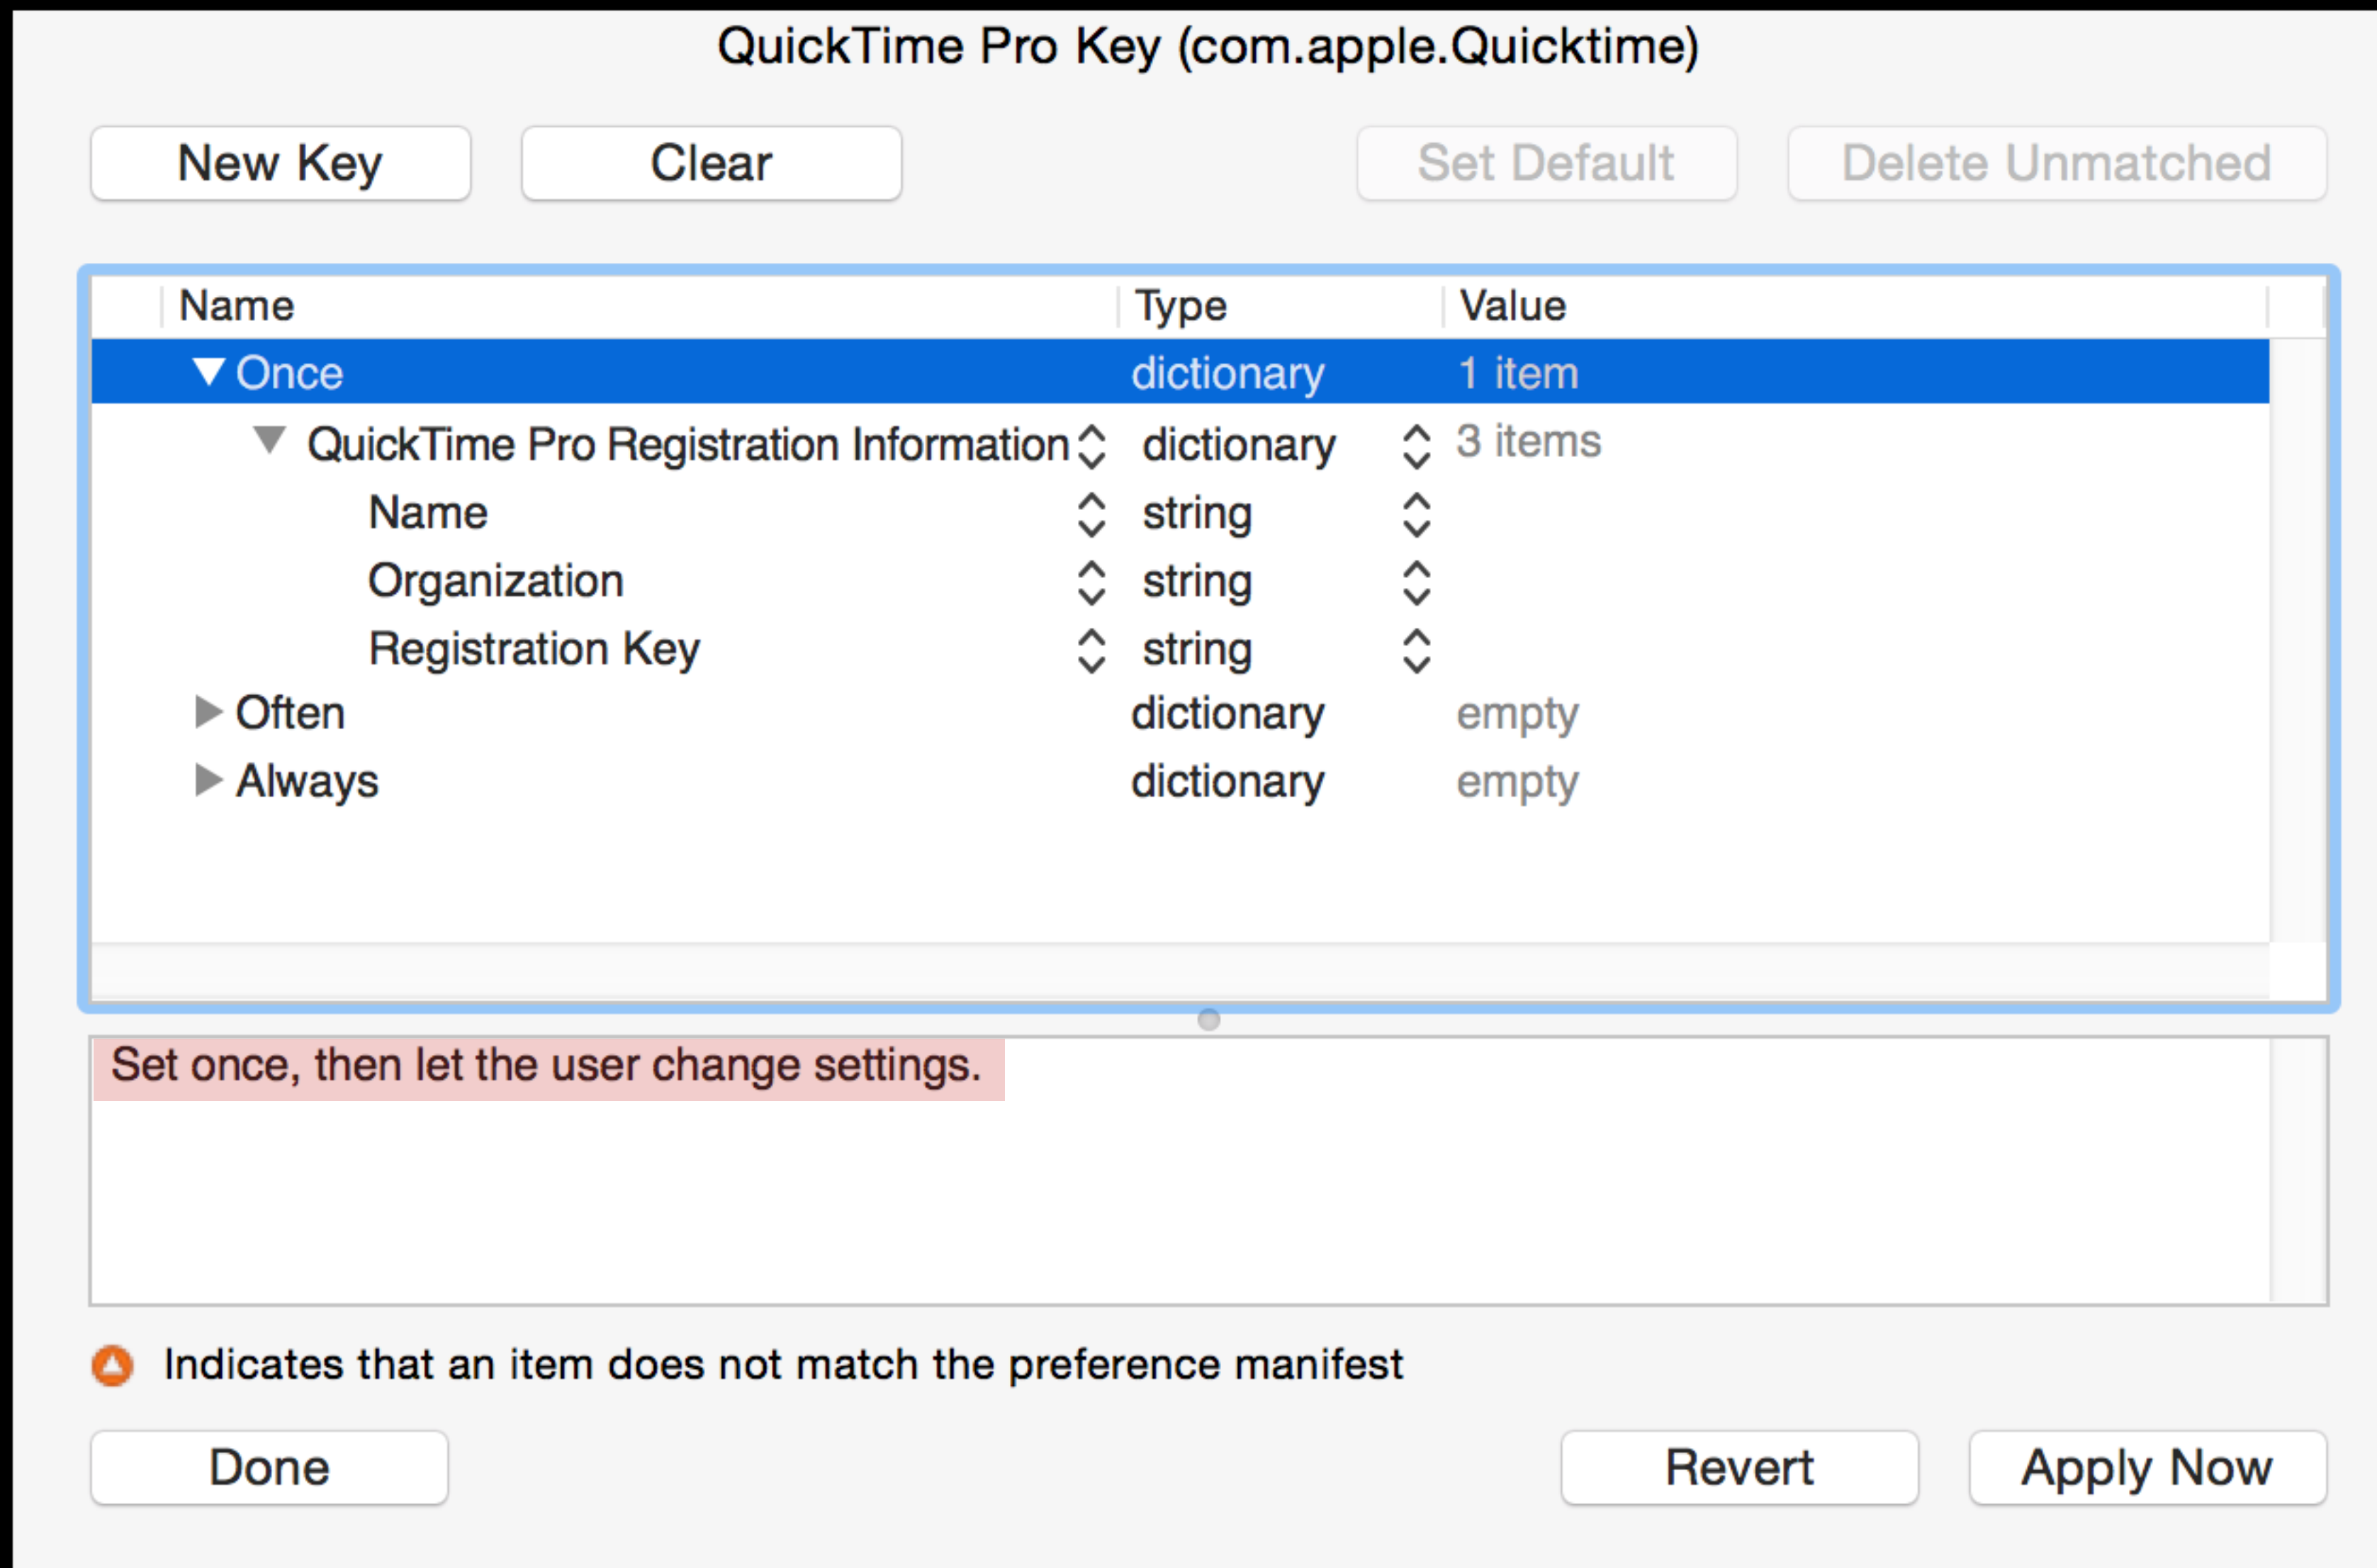 QuickTime Pro Key (com.apple.Quicktime)
New Key Clear Set Default Delete Unmatched
Name Type Value
Once dictionary 1 item
QuickTime Pro Registration Information dictionary 3 items
Name string
Organization string
Registration Key string
Often dictionary empty
Always dictionary empty
Set once, then let the user change settings.
Indicates that an item does not match the preference manifest
Done Revert Apply Now